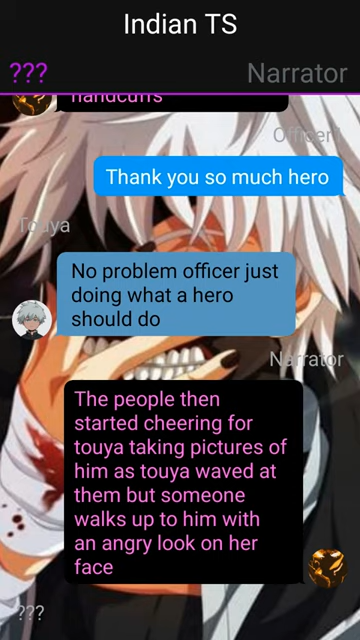 Indian TS
???
Narrator
handcuffs
Officer1
Thank you so much hero
Touya
No problem officer just
doing what a hero
should do
Narrator
The people then
started cheering for
touya taking pictures of
him as touya waved at
them but someone
walks up to him with
an angry look on her
face
???